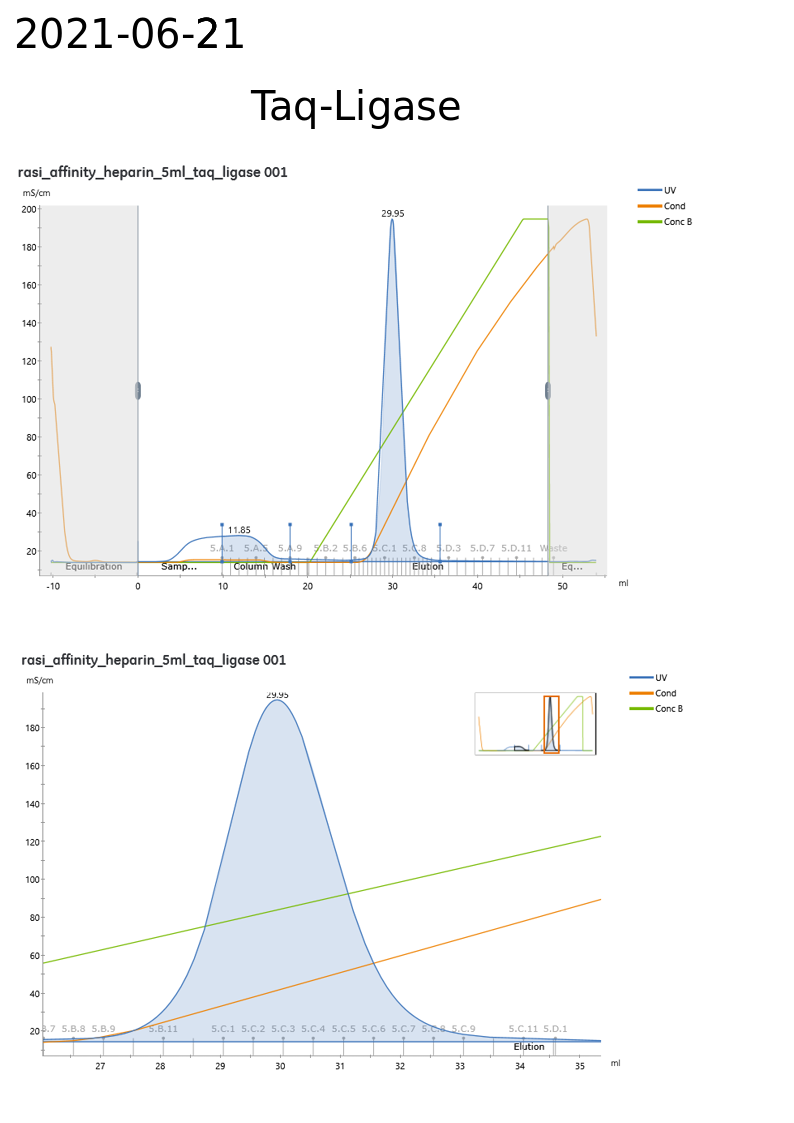 2021-06-21
Taq-Ligase
rasi_affinity_heparin_5ml_taq_ligase 001
mS/cm
UV
Cond
Conc B
200
180
160
140
120
100
80
60
40
20
29.95
11.85
5.A.1 5.A.5 5.A.9 5.B.2 5.B.6 5.C.1 5.C.8 5.D.3 5.D.7 5.D.11 Waste
Equilibration Samp... Column Wash Elution Eq...
-10 0 10 20 30 40 50 ml
rasi_affinity_heparin_5ml_taq_ligase 001
mS/cm
UV
Cond
Conc B
29.95
180
160
140
120
100
80
60
40
20
5.B.8 5.B.9 5.B.11 5.C.1 5.C.2 5.C.3 5.C.4 5.C.5 5.C.6 5.C.7 5.C.8 5.C.9 5.C.11 5.D.1
Elution
27 28 29 30 31 32 33 34 35 ml